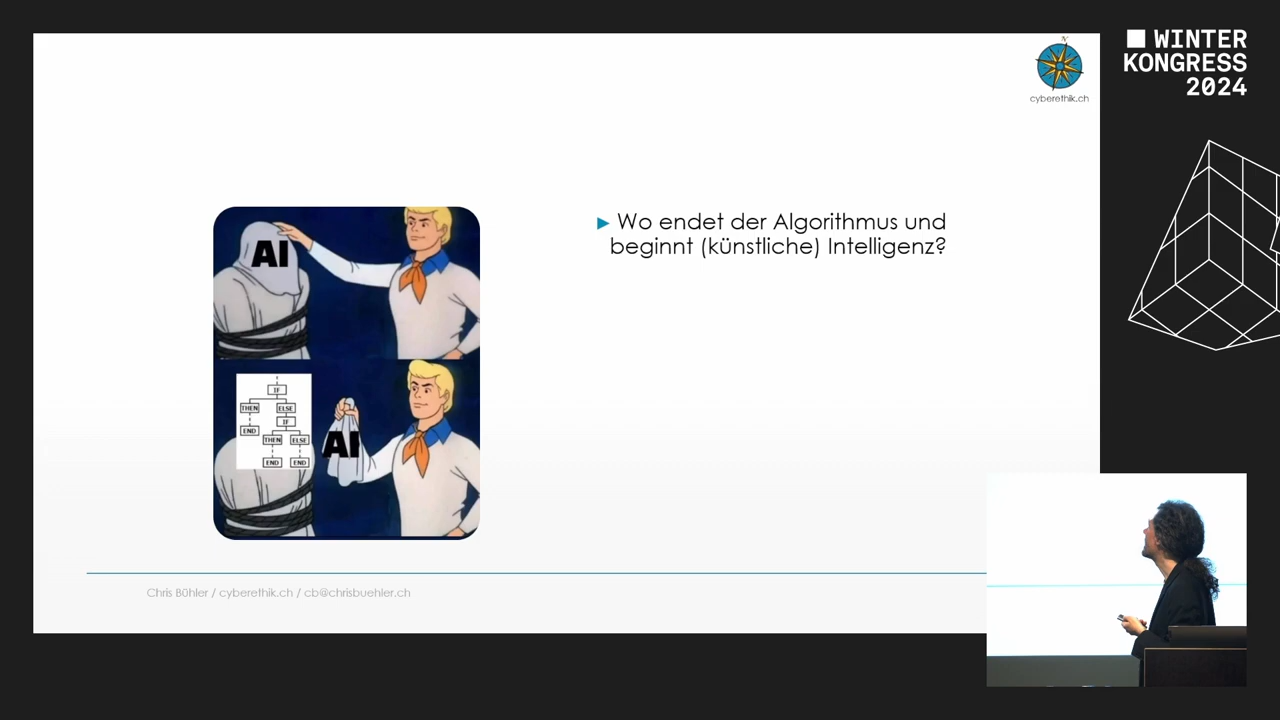 WINTER
KONGRESS
2024
N
cyberethik.ch
► Wo endet der Algorithmus und
beginnt (künstliche) Intelligenz?
AI
IF
THEN ELSE
IF
END
THEN ELSE
END END
AI
Chris Bühler / cyberethik.ch / cb@chrisbuehler.ch